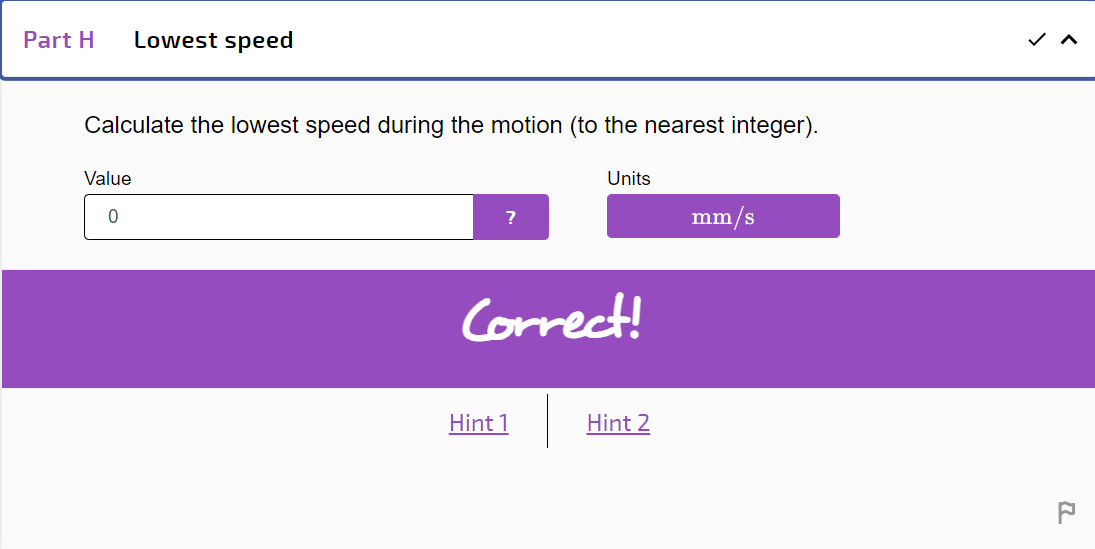 Part H Lowest speed
Calculate the lowest speed during the motion (to the nearest integer).
Value Units
0 ? mm/s
Correct!
Hint 1 Hint 2